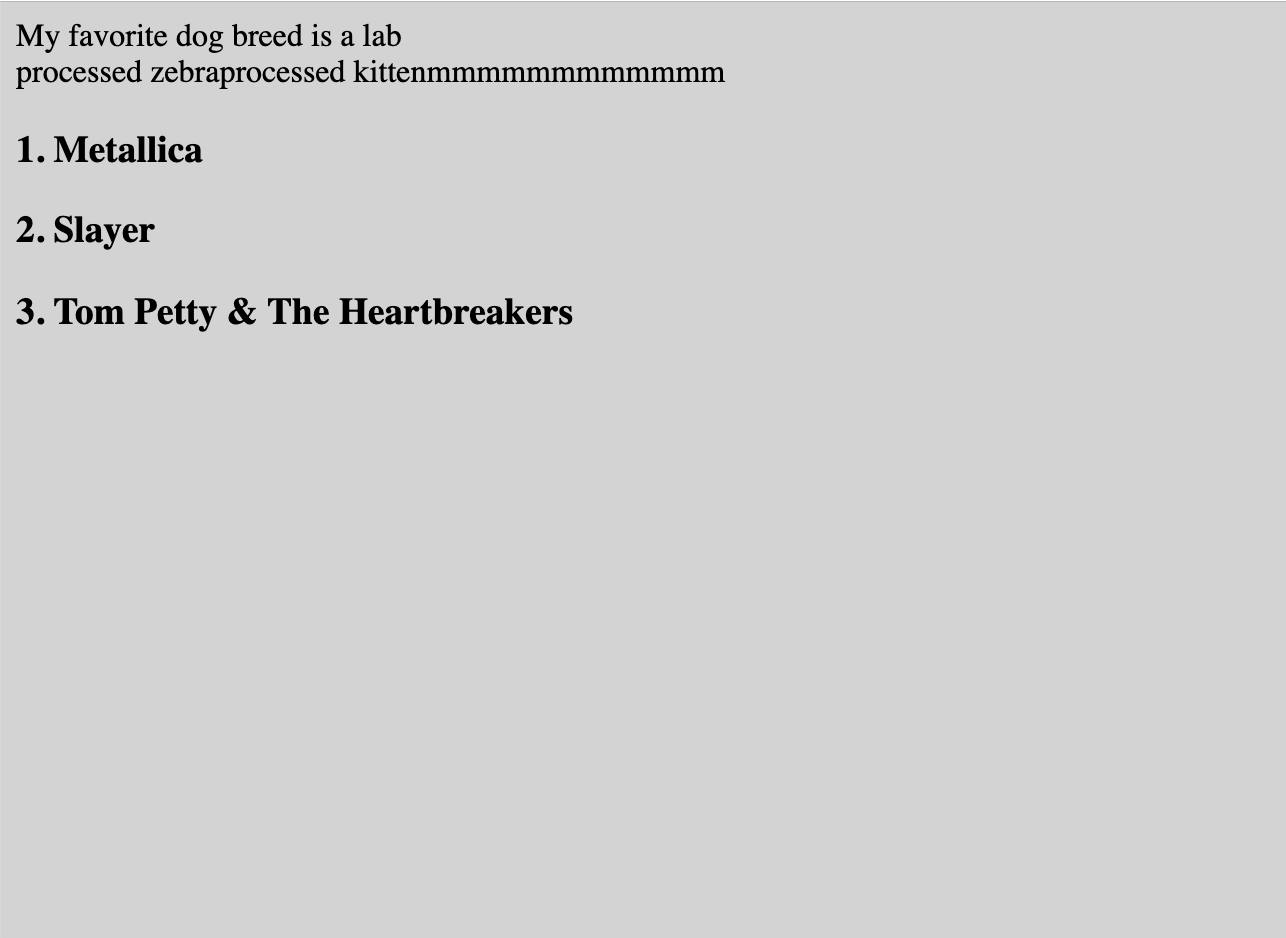 My favorite dog breed is a lab
processed zebraprocessed kittenmmmmmmmmmmmm
1. Metallica
2. Slayer
3. Tom Petty & The Heartbreakers